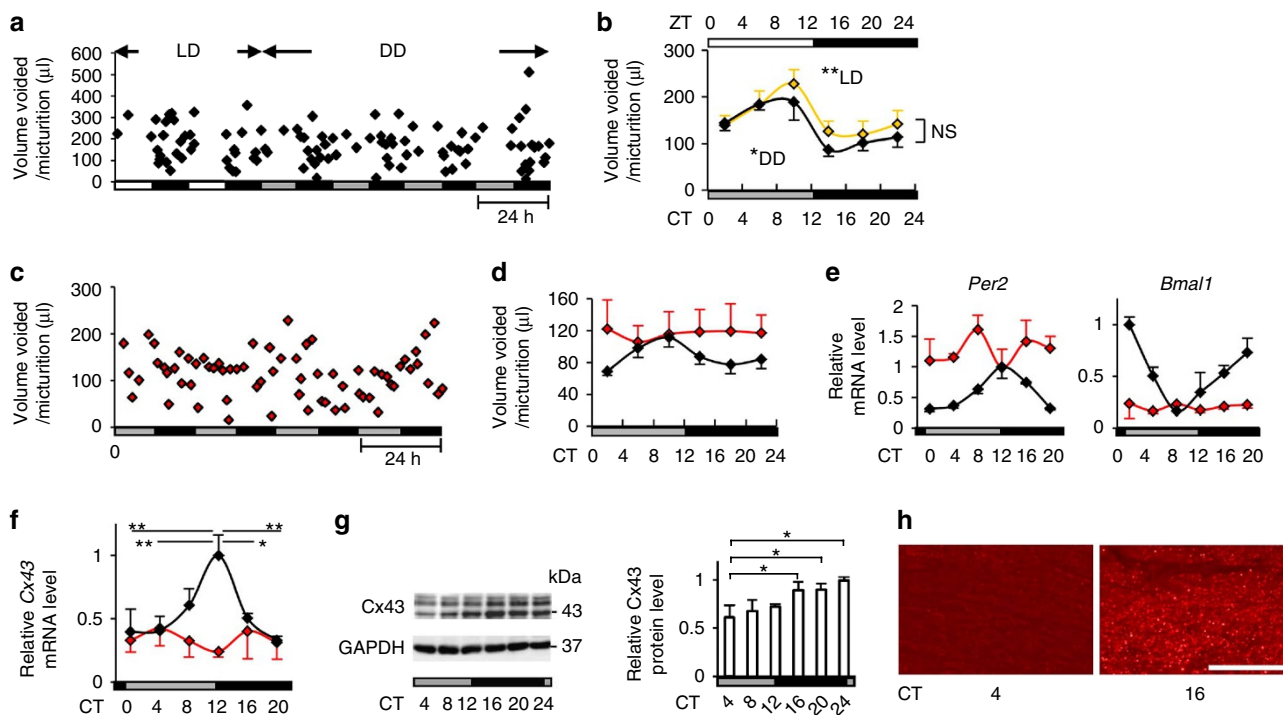 a
LD
DD
600
500
400
300
200
100
0
Volume voided
/micturition (µl)
24 h
b
ZT 0 4 8 12 16 20 24
300
200
100
0
Volume voided
/micturition (µl)
**LD
*DD
NS
CT 0 4 8 12 16 20 24
c
300
200
100
0
Volume voided
/micturition (µl)
0
24 h
d
160
120
80
40
0
Volume voided
/micturition (µl)
CT 0 4 8 12 16 20 24
e
Per2
2
1.5
1
0.5
0
Relative
mRNA level
CT 0 4 8 12 16 20
Bmal1
1
0.5
0
0 4 8 12 16 20
f
** **
** *
1
0.5
0
Relative Cx43
mRNA level
CT 0 4 8 12 16 20
g
kDa
Cx43
- 43
GAPDH
- 37
CT 4 8 12 16 20 24
*
*
*
1
0.5
0
Relative Cx43
protein level
CT 4 8 12 16 20 24
h
CT 4 16